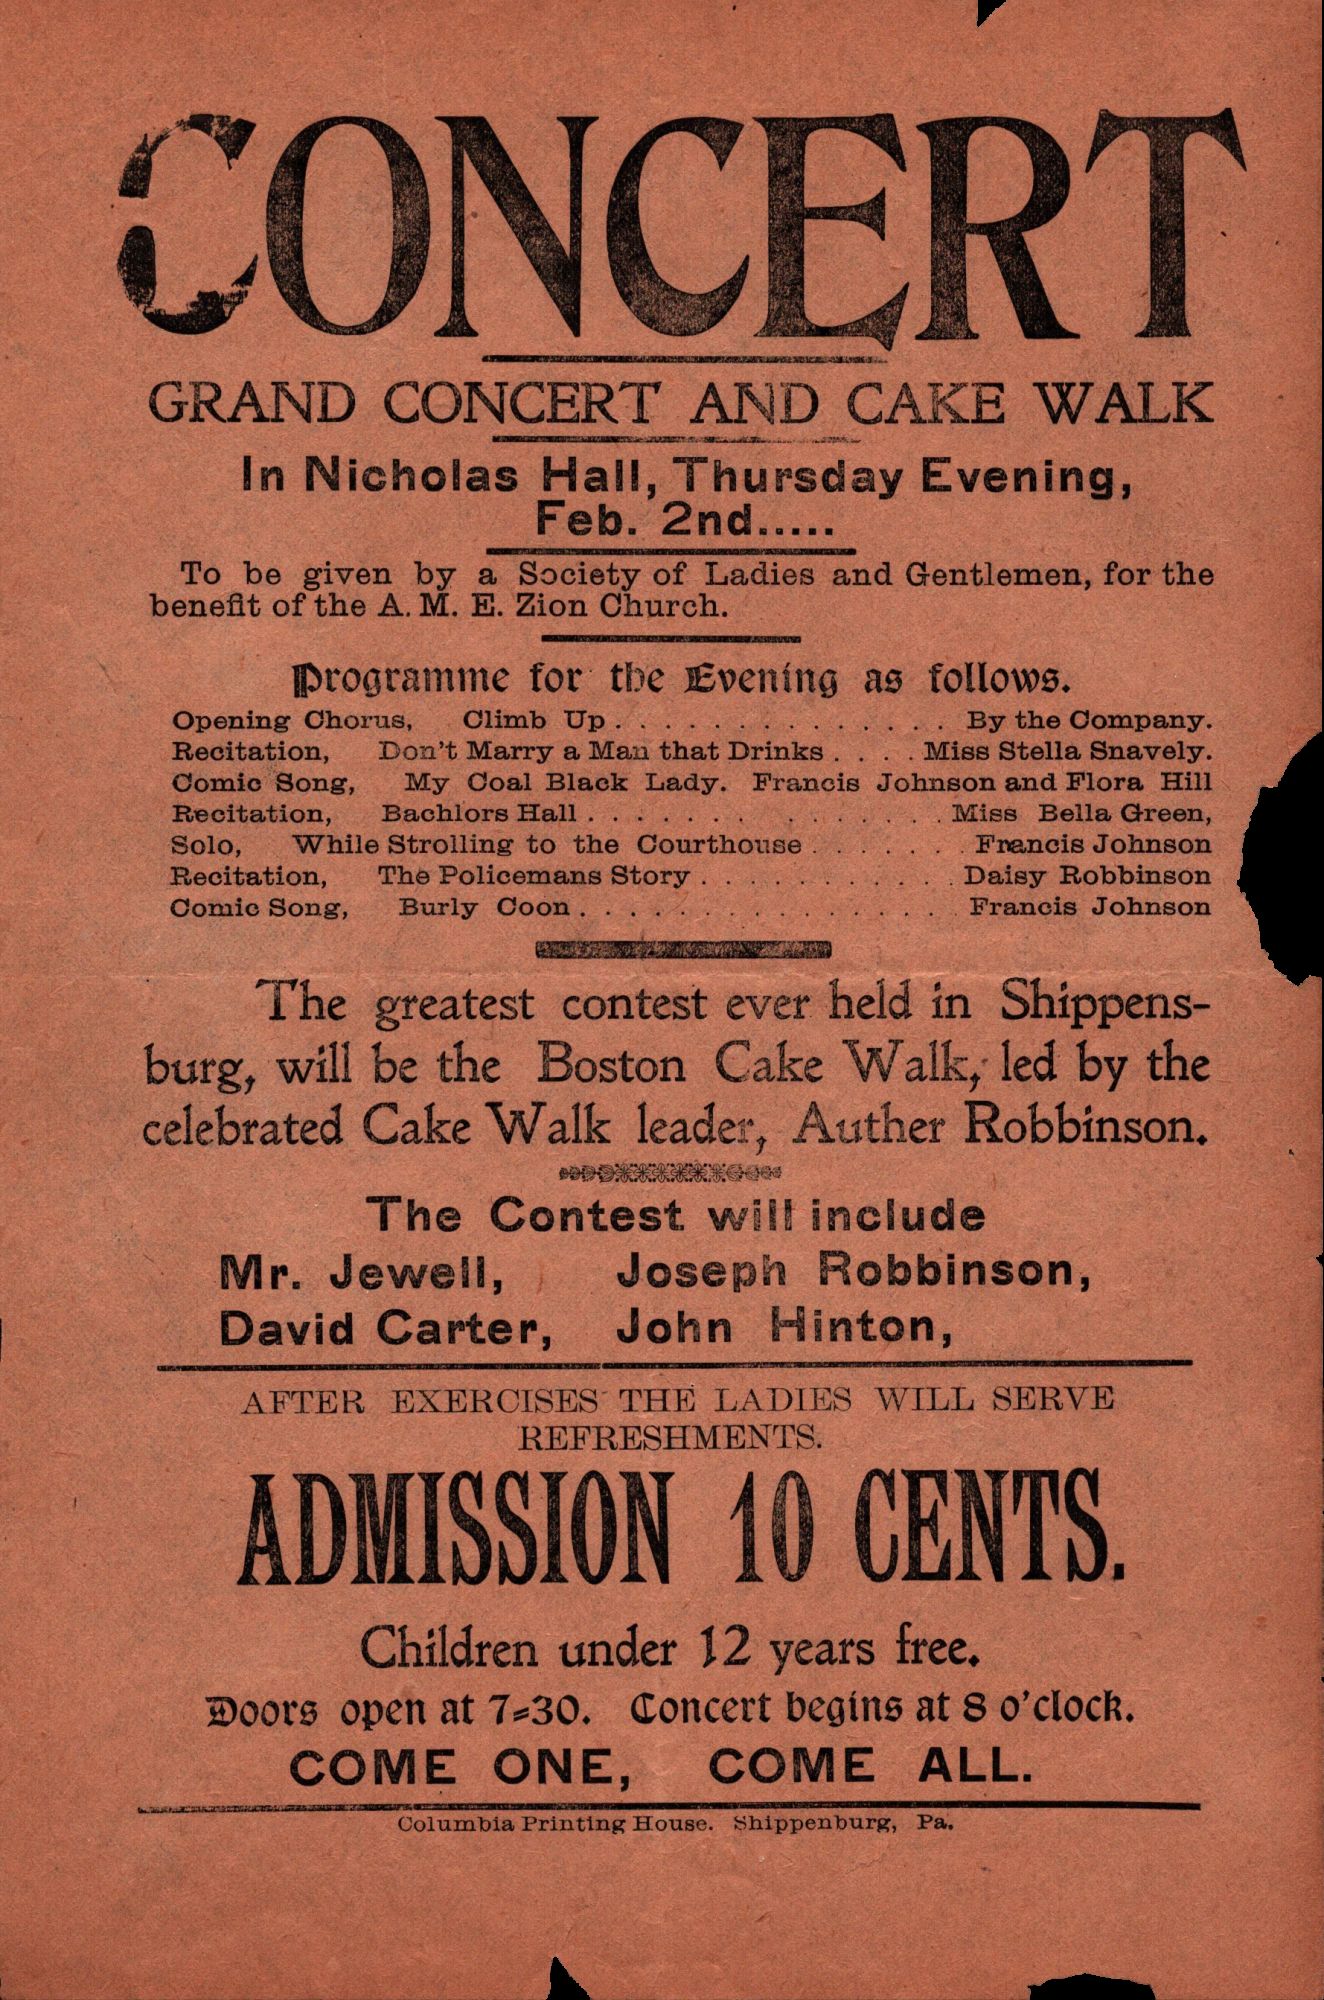 CONCERT
GRAND CONCERT AND CAKE WALK
In Nicholas Hall, Thursday Evening,
Feb. 2nd.....
To be given by a Society of Ladies and Gentlemen, for the
benefit of the A. M. E. Zion Church.
Programme for the Evening as follows.
Opening Chorus, Climb Up . . . . . . . . . . . . . . By the Company.
Recitation, Don't Marry a Man that Drinks . . . . Miss Stella Snavely.
Comic Song, My Coal Black Lady. Francis Johnson and Flora Hill
Recitation, Bachlors Hall . . . . . . . . . . . . . . Miss Bella Green,
Solo, While Strolling to the Courthouse . . . . . . . Francis Johnson
Recitation, The Policemans Story . . . . . . . . . . . Daisy Robbinson
Comic Song, Burly Coon . . . . . . . . . . . . . . . . Francis Johnson
The greatest contest ever held in Shippens-
burg, will be the Boston Cake Walk, led by the
celebrated Cake Walk leader, Auther Robbinson.
The Contest will include
Mr. Jewell, Joseph Robbinson,
David Carter, John Hinton,
AFTER EXERCISES THE LADIES WILL SERVE
REFRESHMENTS.
ADMISSION 10 CENTS.
Children under 12 years free.
Doors open at 7=30. Concert begins at 8 o'clock.
COME ONE, COME ALL.
Columbia Printing House. Shippenburg, Pa.